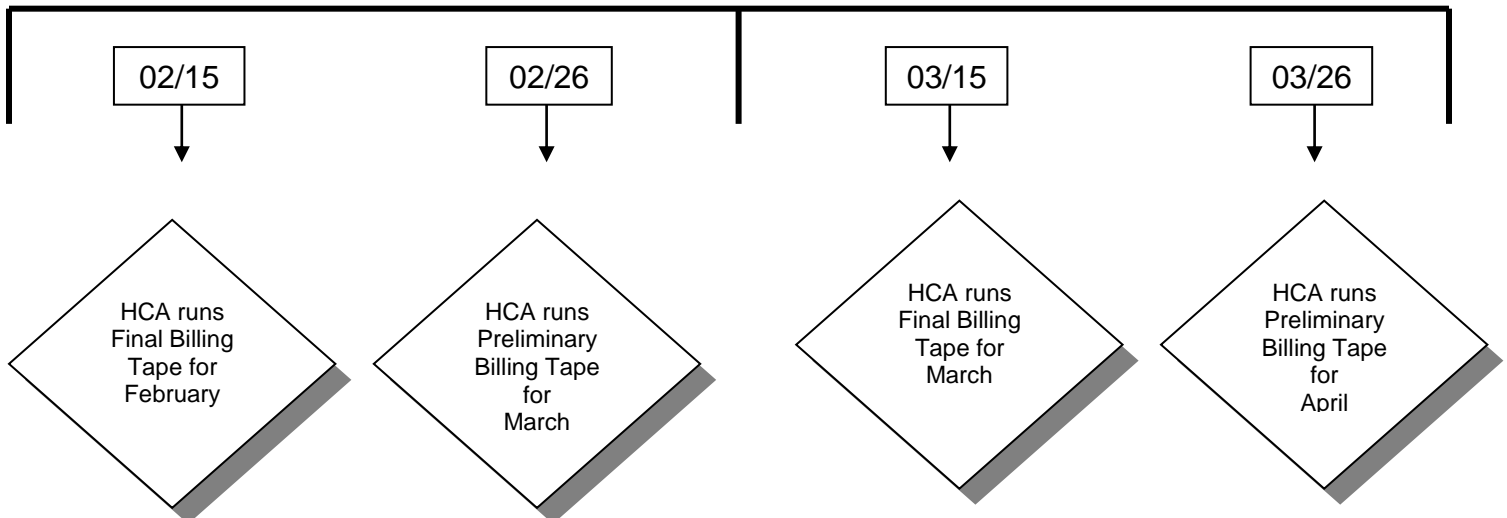 02/15
02/26
03/15
03/26
HCA runs
Final Billing
Tape for
February
HCA runs
Preliminary
Billing Tape
for
March
HCA runs
Final Billing
Tape for
March
HCA runs
Preliminary
Billing Tape
for
April